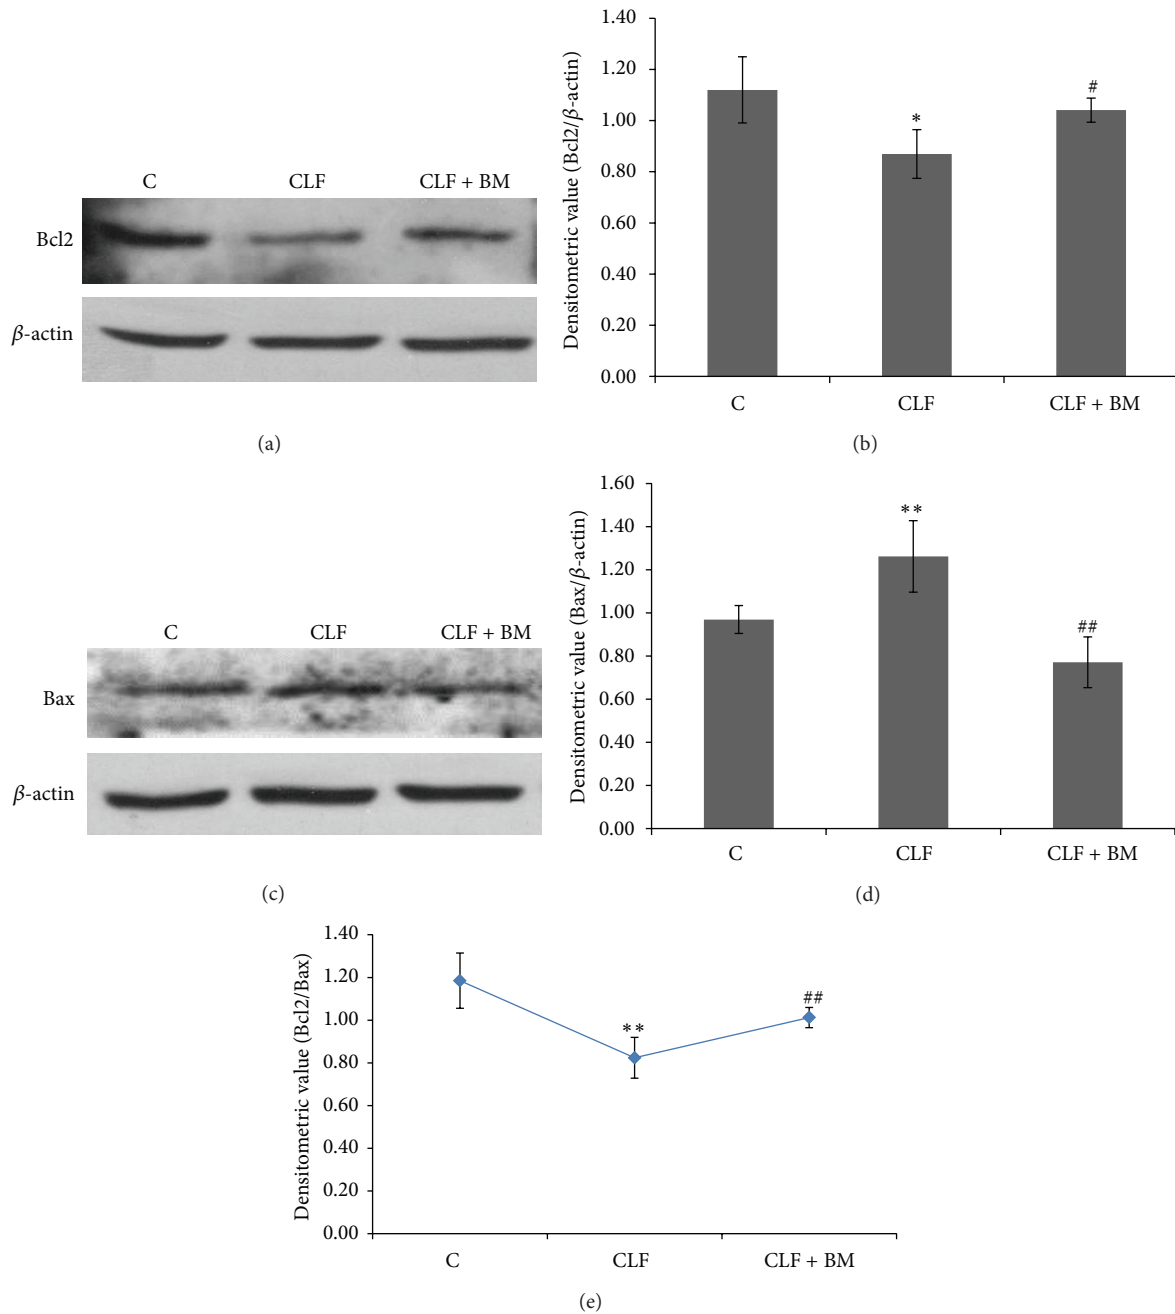 C CLF CLF + BM
Bcl2
β-actin
(a)
Densitometric value (Bcl2/β-actin)
1.40
1.20
1.00
0.80
0.60
0.40
0.20
0.00
*
#
C CLF CLF + BM
(b)
C CLF CLF + BM
Bax
β-actin
(c)
Densitometric value (Bax/β-actin)
1.60
1.40
1.20
1.00
0.80
0.60
0.40
0.20
0.00
**
##
C CLF CLF + BM
(d)
Densitometric value (Bcl2/Bax)
1.40
1.20
1.00
0.80
0.60
0.40
0.20
0.00
**
##
C CLF CLF + BM
(e)